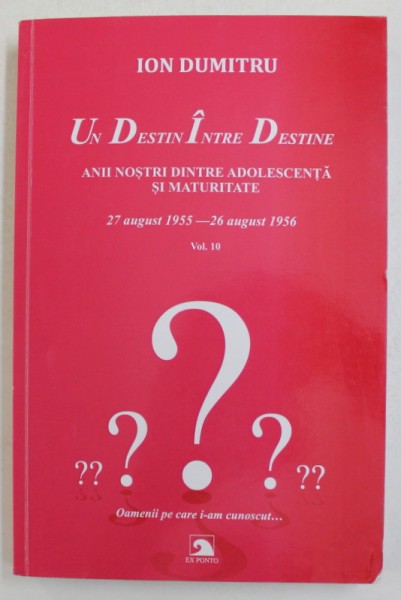 ION DUMITRU
UN DESTIN ÎNTRE DESTINE
ANII NOȘTRI DINTRE ADOLESCENȚĂ
ȘI MATURITATE
27 august 1955 —26 august 1956
Vol. 10
?? ? ? ? ??
Oamenii pe care i-am cunoscut…
EX PONTO